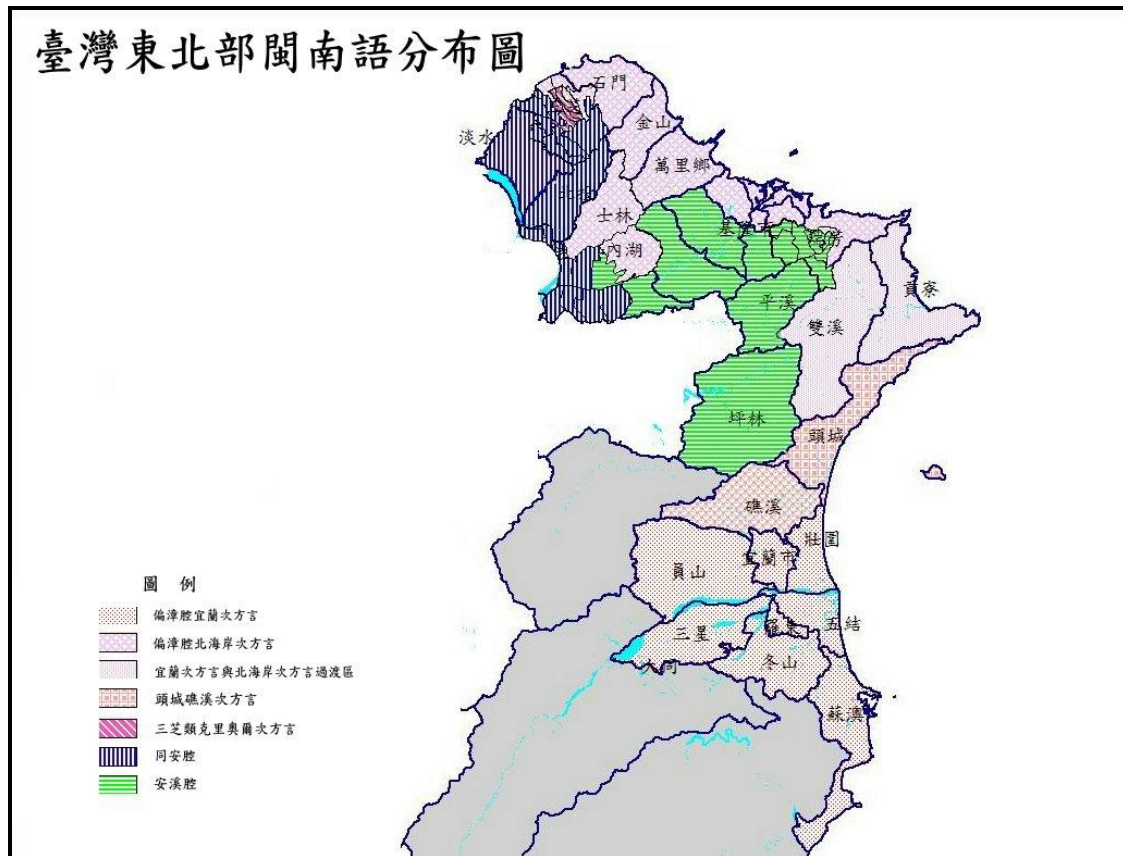 臺灣東北部閩南語分布圖
石門
金山
淡水
萬里鄉
士林
內湖
平溪
貢寮
雙溪
坪林
頭城
礁溪
壯圍
宜蘭市
員山
三星
羅東
五結
大同
冬山
蘇澳
圖 例
偏漳腔宜蘭次方言
偏漳腔北海岸次方言
宜蘭次方言與北海岸次方言過渡區
頭城礁溪次方言
三芝類克里奧爾次方言
同安腔
安溪腔